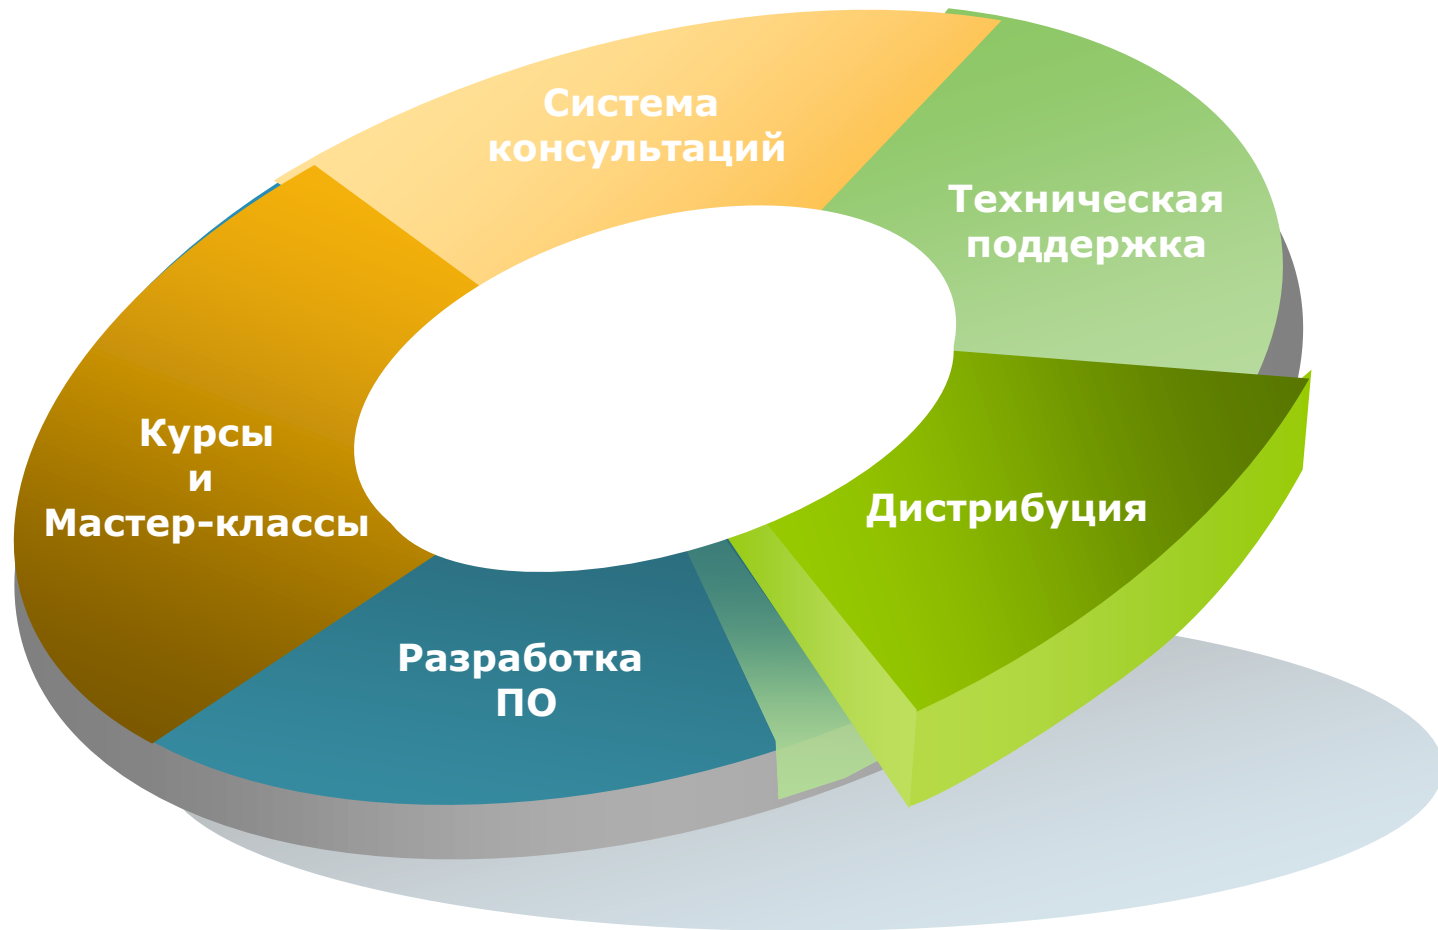 Система
консультаций
Техническая
поддержка
Курсы
и
Мастер-классы
Дистрибуция
Разработка
ПО